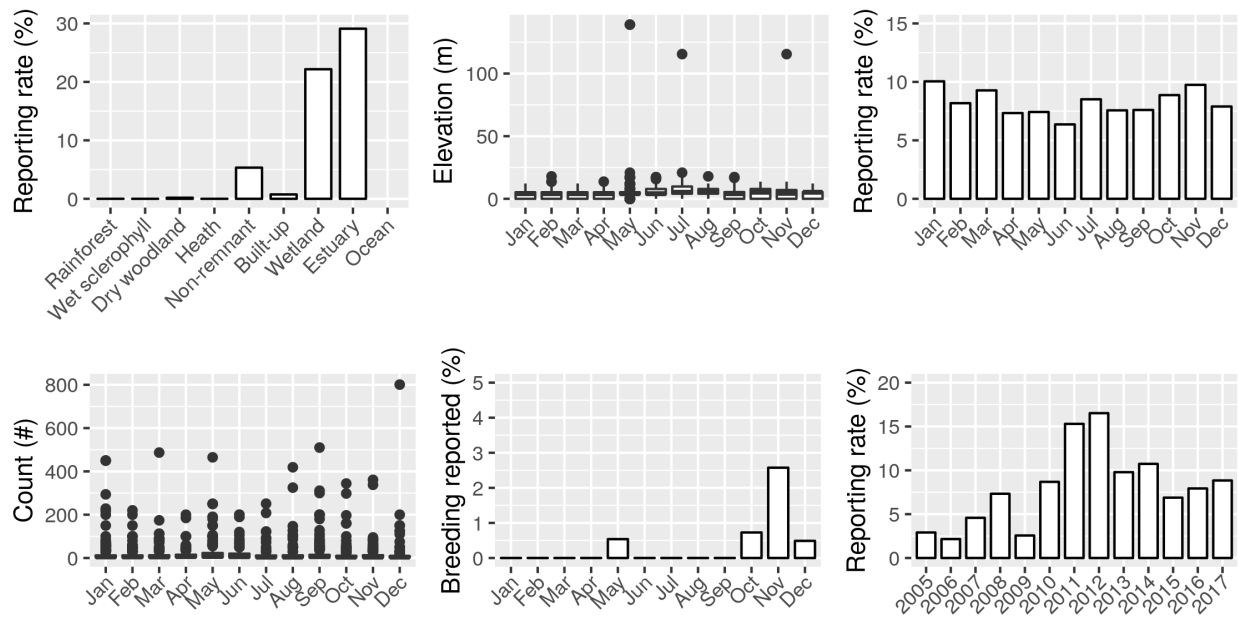 Reporting rate (%)
30
20
10
0
Rainforest
Wet sclerophyll
Dry woodland
Heath
Non-remnant
Built-up
Wetland
Estuary
Ocean
Elevation (m)
100
50
0
Jan
Feb
Mar
Apr
May
Jun
Jul
Aug
Sep
Oct
Nov
Dec
Reporting rate (%)
15
10
5
0
Jan
Feb
Mar
Apr
May
Jun
Jul
Aug
Sep
Oct
Nov
Dec
Count (#)
800
600
400
200
0
Jan
Feb
Mar
Apr
May
Jun
Jul
Aug
Sep
Oct
Nov
Dec
Breeding reported (%)
5
4
3
2
1
0
Jan
Feb
Mar
Apr
May
Jun
Jul
Aug
Sep
Oct
Nov
Dec
Reporting rate (%)
20
15
10
5
0
2005
2006
2007
2008
2009
2010
2011
2012
2013
2014
2015
2016
2017